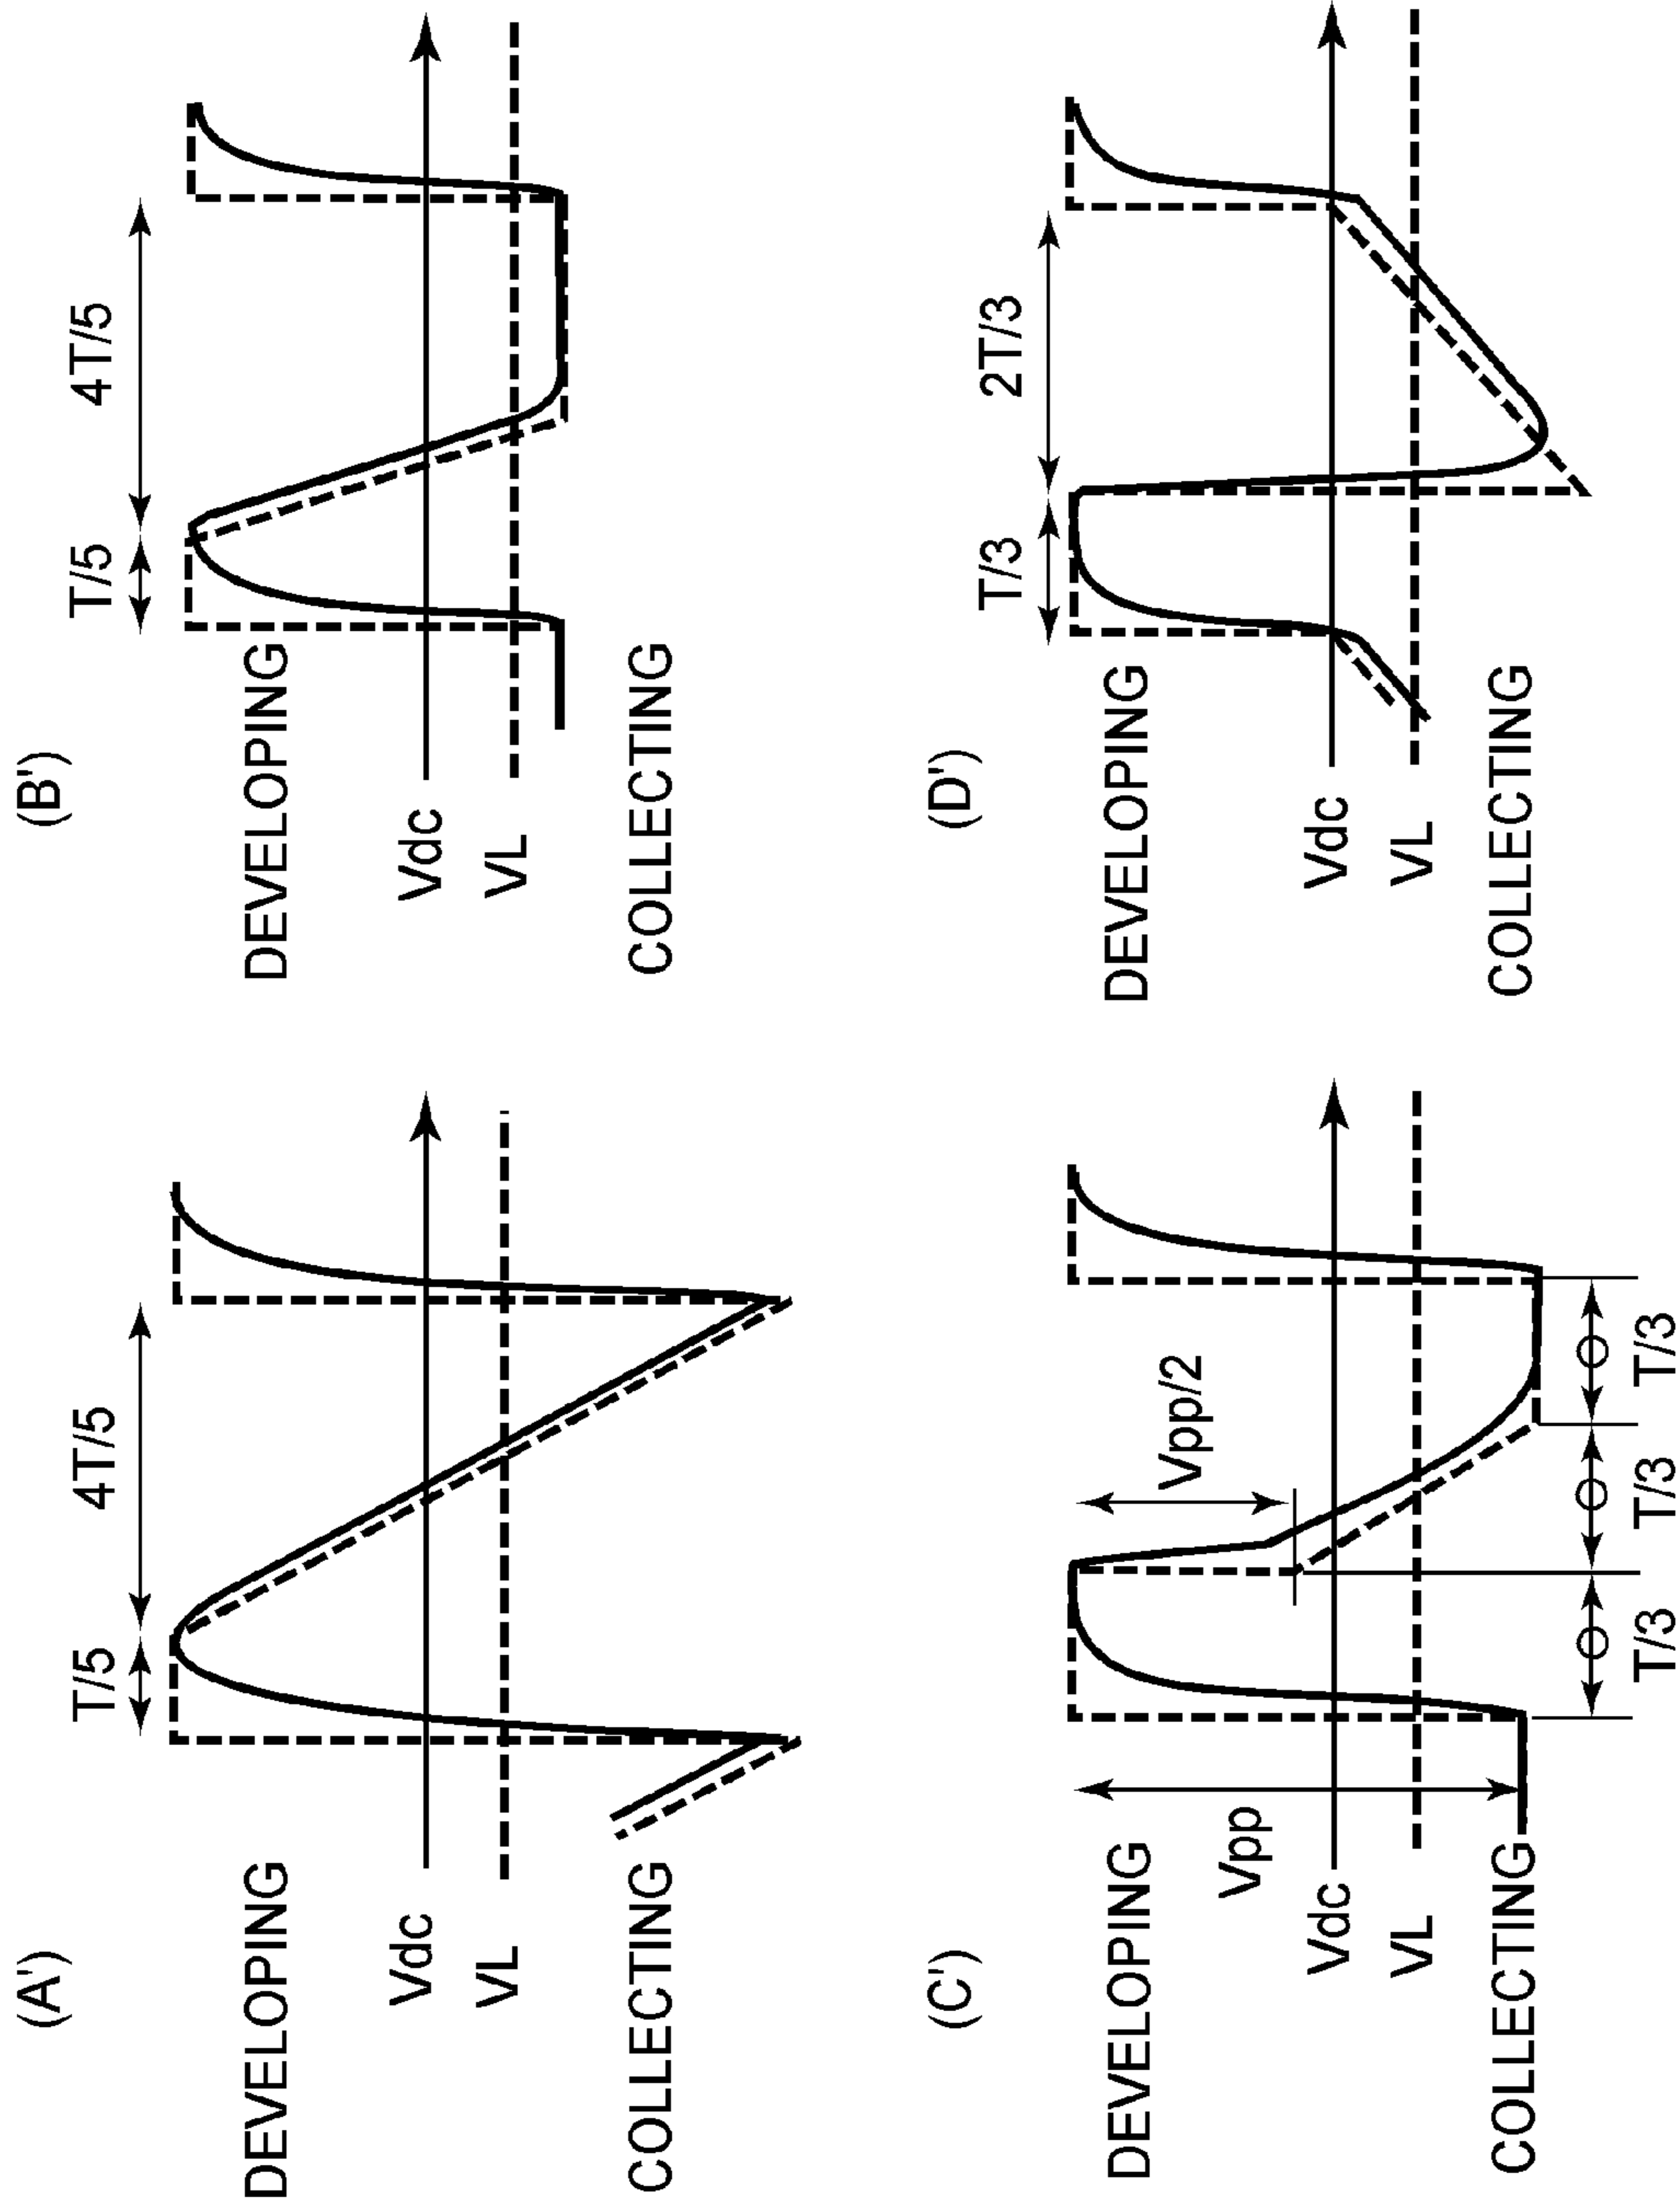 (A')
T/5
4T/5
DEVELOPING
Vdc
VL
COLLECTING
(B')
T/5
4T/5
DEVELOPING
Vdc
VL
COLLECTING
(C')
DEVELOPING
Vpp
Vpp/2
Vdc
VL
COLLECTING
T/3
T/3
T/3
(D')
T/3
2T/3
DEVELOPING
Vdc
VL
COLLECTING